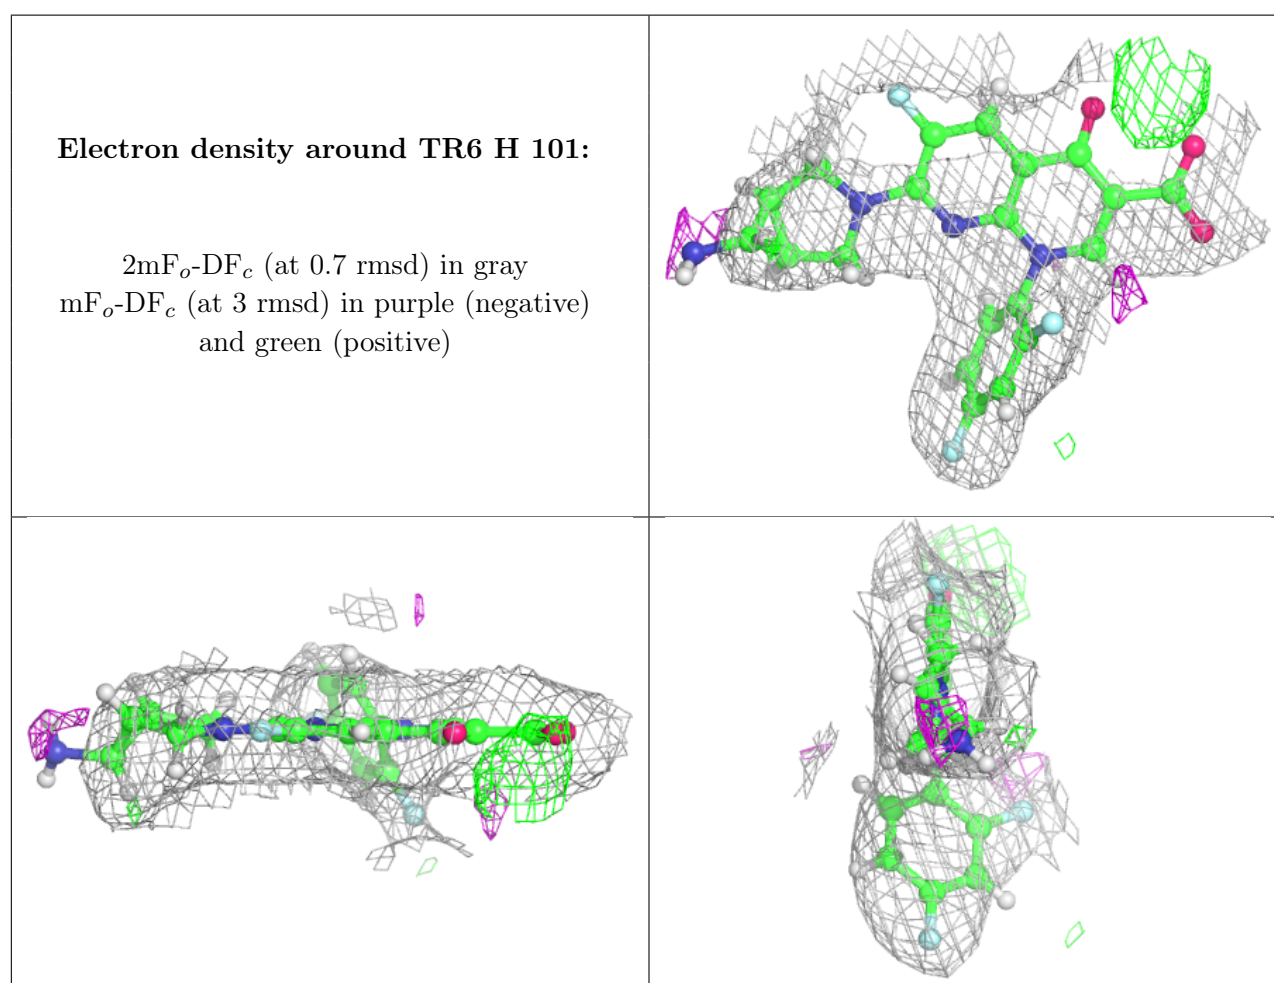 Electron density around TR6 H 101:
2mFo-DFc (at 0.7 rmsd) in gray
mFo-DFc (at 3 rmsd) in purple (negative)
and green (positive)